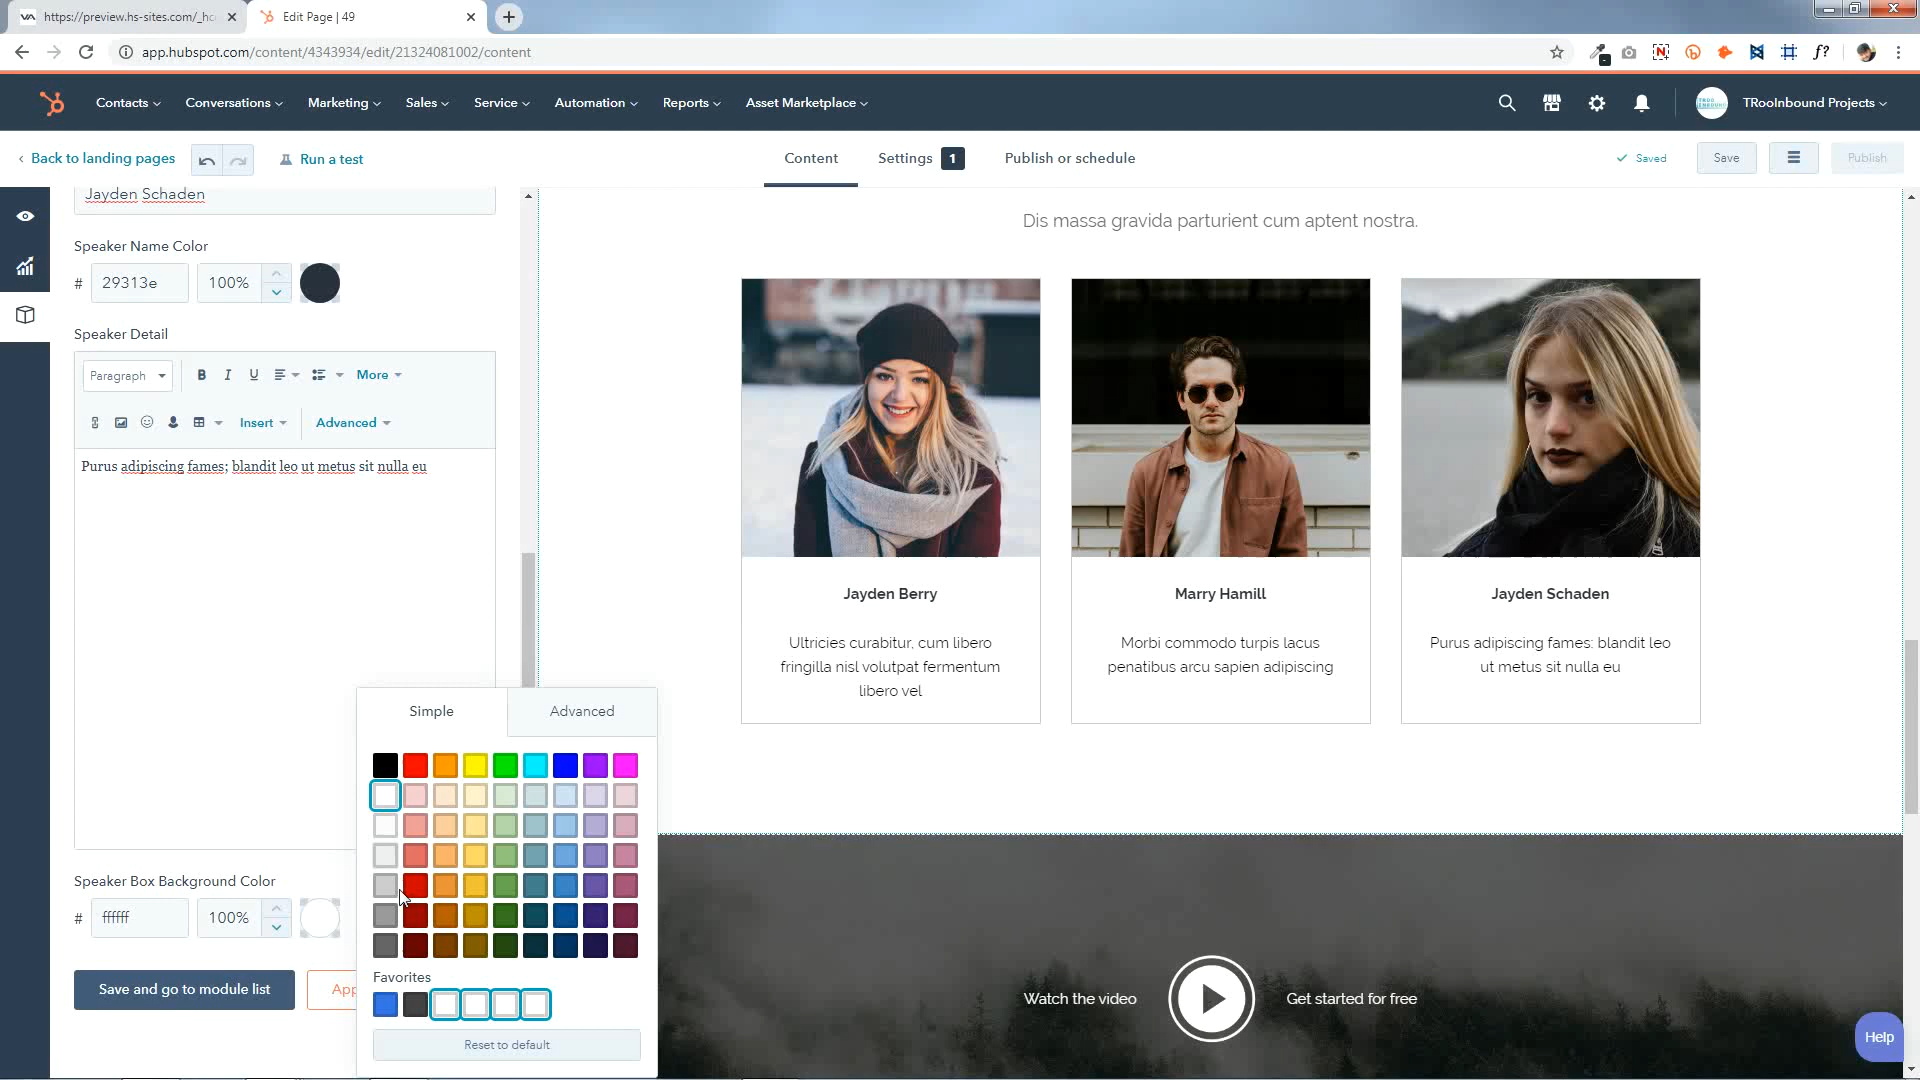 https://preview.hs-sites.com/_hc
Edit Page | 49
app.hubspot.com/content/4343934/edit/21324081002/content
Contacts
Conversations
Marketing
Sales
Service
Automation
Reports
Asset Marketplace
TRooInbound Projects
Back to landing pages
Run a test
Content
Settings 1
Publish or schedule
Saved
Save
Publish
Jayden Schaden
Speaker Name Color
# 29313e 100%
Speaker Detail
Paragraph
B I U
More
Insert
Advanced
Purus adipiscing fames; blandit leo ut metus sit nulla eu
Speaker Box Background Color
# ffffff 100%
Save and go to module list
App
Simple
Advanced
Favorites
Reset to default
Dis massa gravida parturient cum aptent nostra.
Jayden Berry
Ultricies curabitur, cum libero
fringilla nisl volutpat fermentum
libero vel
Marry Hamill
Morbi commodo turpis lacus
penatibus arcu sapien adipiscing
Jayden Schaden
Purus adipiscing fames: blandit leo
ut metus sit nulla eu
Watch the video
Get started for free
Help